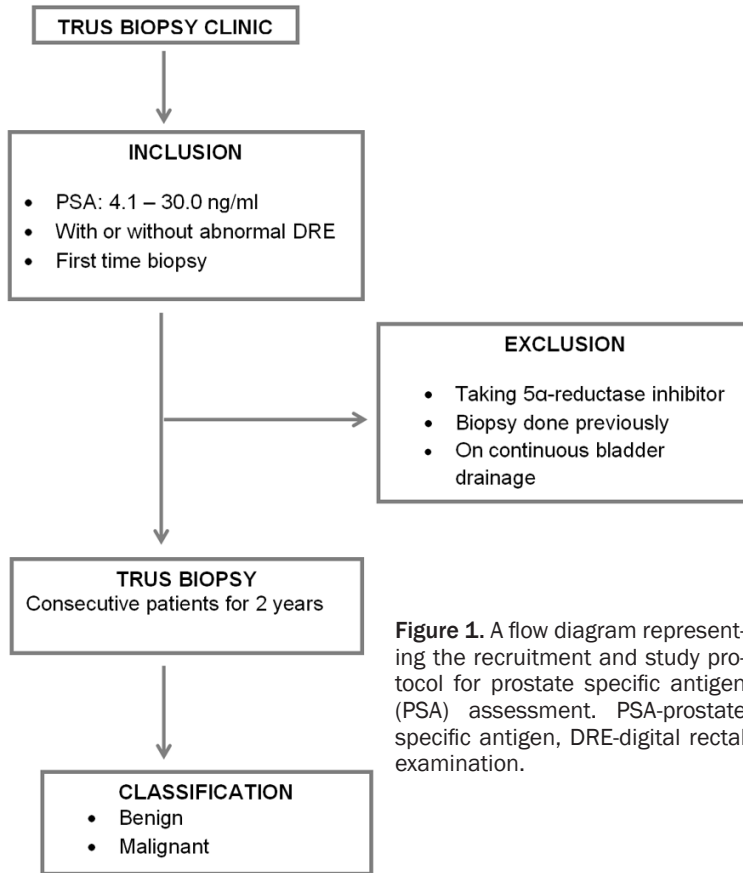 TRUS BIOPSY CLINIC
INCLUSION
• PSA: 4.1 – 30.0 ng/ml
• With or without abnormal DRE
• First time biopsy
EXCLUSION
• Taking 5α-reductase inhibitor
• Biopsy done previously
• On continuous bladder
drainage
TRUS BIOPSY
Consecutive patients for 2 years
CLASSIFICATION
• Benign
• Malignant
Figure 1. A flow diagram represent-
ing the recruitment and study pro-
tocol for prostate specific antigen
(PSA) assessment. PSA-prostate
specific antigen, DRE-digital rectal
examination.